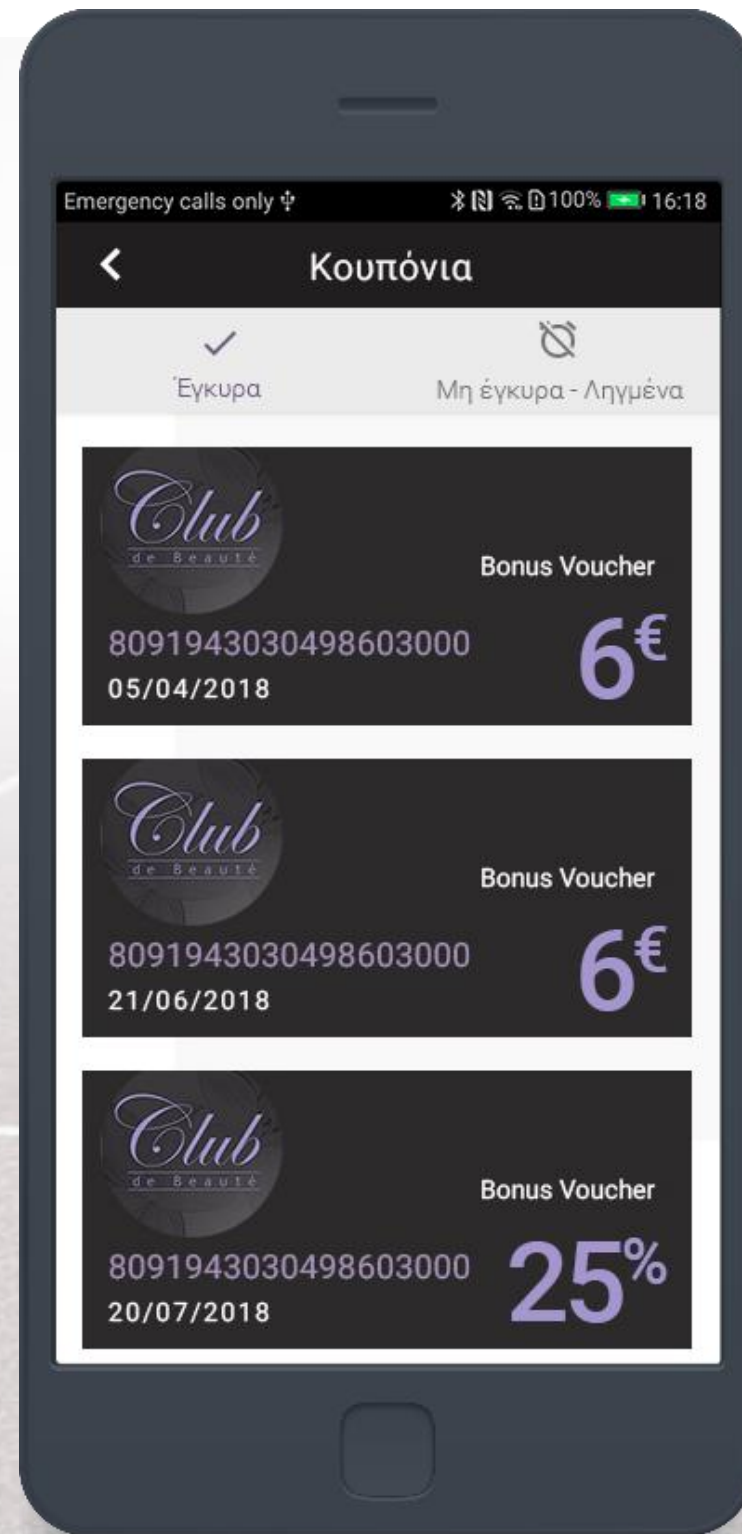 Emergency calls only 100% 16:18
Κουπόνια
Έγκυρα
Μη έγκυρα - Ληγμένα
Club
de Beauté
Bonus Voucher
8091943030498603000
6€
05/04/2018
Club
de Beauté
Bonus Voucher
8091943030498603000
6€
21/06/2018
Club
de Beauté
Bonus Voucher
8091943030498603000
25%
20/07/2018